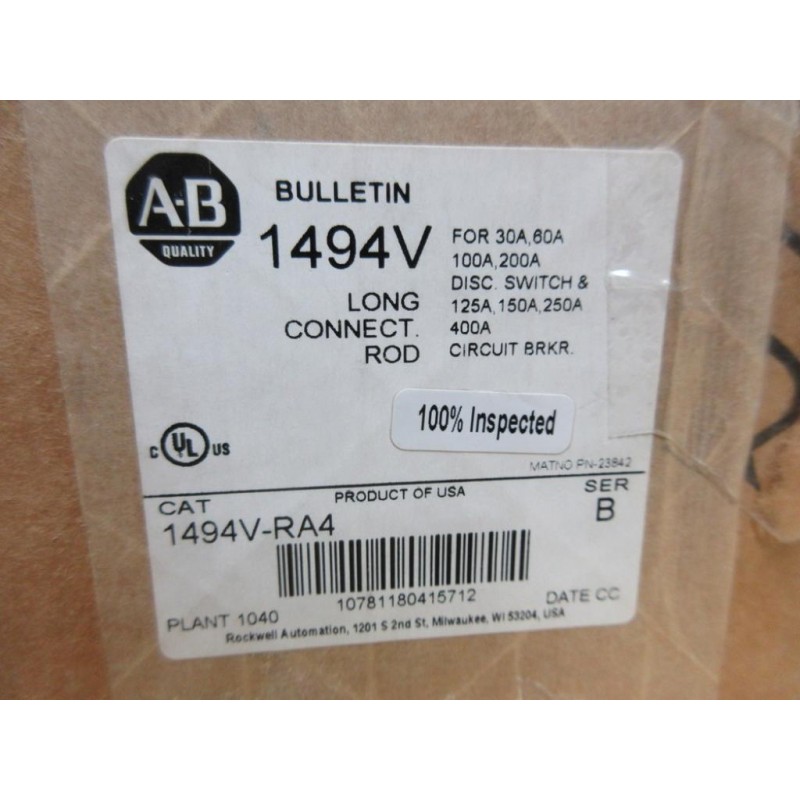 A-B
QUALITY
BULLETIN
1494V
LONG
CONNECT.
ROD
FOR 30A,60A
100A,200A
DISC. SWITCH &
125A,150A,250A
400A
CIRCUIT BRKR.
C UL US
100% Inspected
MATNO PN-23842
PRODUCT OF USA
CAT
1494V-RA4
SER
B
10781180415712
PLANT 1040
DATE CC
Rockwell Automation, 1201 S 2nd St, Milwaukee, WI 53204, USA